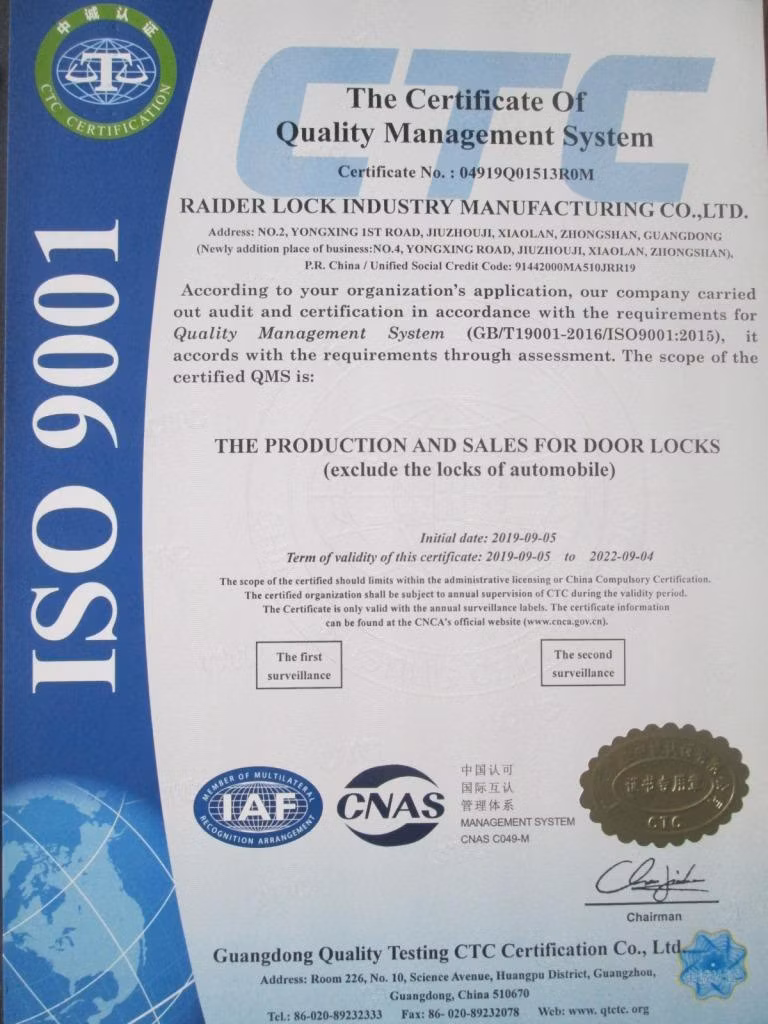 中诚认证
CTC CERTIFICATION
CTC
ISO 9001
The Certificate Of
Quality Management System
Certificate No. : 04919Q01513R0M
RAIDER LOCK INDUSTRY MANUFACTURING CO.,LTD.
Address: NO.2, YONGXING 1ST ROAD, JIUZHOUJI, XIAOLAN, ZHONGSHAN, GUANGDONG
(Newly addition place of business:NO.4, YONGXING ROAD, JIUZHOUJI, XIAOLAN, ZHONGSHAN),
P.R. China / Unified Social Credit Code: 91442000MA510JRR19
According to your organization's application, our company carried
out audit and certification in accordance with the requirements for
Quality Management System (GB/T19001-2016/ISO9001:2015), it
accords with the requirements through assessment. The scope of the
certified QMS is:
THE PRODUCTION AND SALES FOR DOOR LOCKS
(exclude the locks of automobile)
Initial date: 2019-09-05
Term of validity of this certificate: 2019-09-05 to 2022-09-04
The scope of the certified should limits within the administrative licensing or China Compulsory Certification.
The certified organization shall be subject to annual supervision of CTC during the validity period.
The Certificate is only valid with the annual surveillance labels. The certificate information
can be found at the CNCA's official website (www.cnca.gov.cn).
The first
surveillance
The second
surveillance
MEMBER OF MULTILATERAL
IAF
RECOGNITION ARRANGEMENT
CNAS
中国认可
国际互认
管理体系
MANAGEMENT SYSTEM
CNAS C049-M
证书专用章
CTC
Chairman
Guangdong Quality Testing CTC Certification Co., Ltd.
Address: Room 226, No. 10, Science Avenue, Huangpu District, Guangzhou,
Guangdong, China 510670
Tel.: 86-020-89232333 Fax: 86- 020-89232078 Web: www. qtctc. org